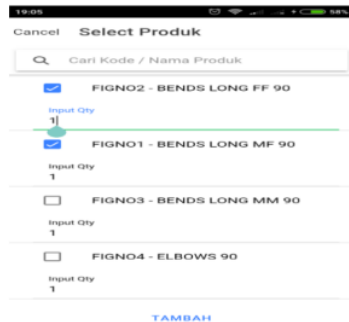 19:05
58%
Cancel Select Produk
Cari Kode / Nama Produk
FIGNO2 - BENDS LONG FF 90
Input Qty
1
FIGNO1 - BENDS LONG MF 90
Input Qty
1
FIGNO3 - BENDS LONG MM 90
Input Qty
1
FIGNO4 - ELBOWS 90
Input Qty
1
TAMBAH